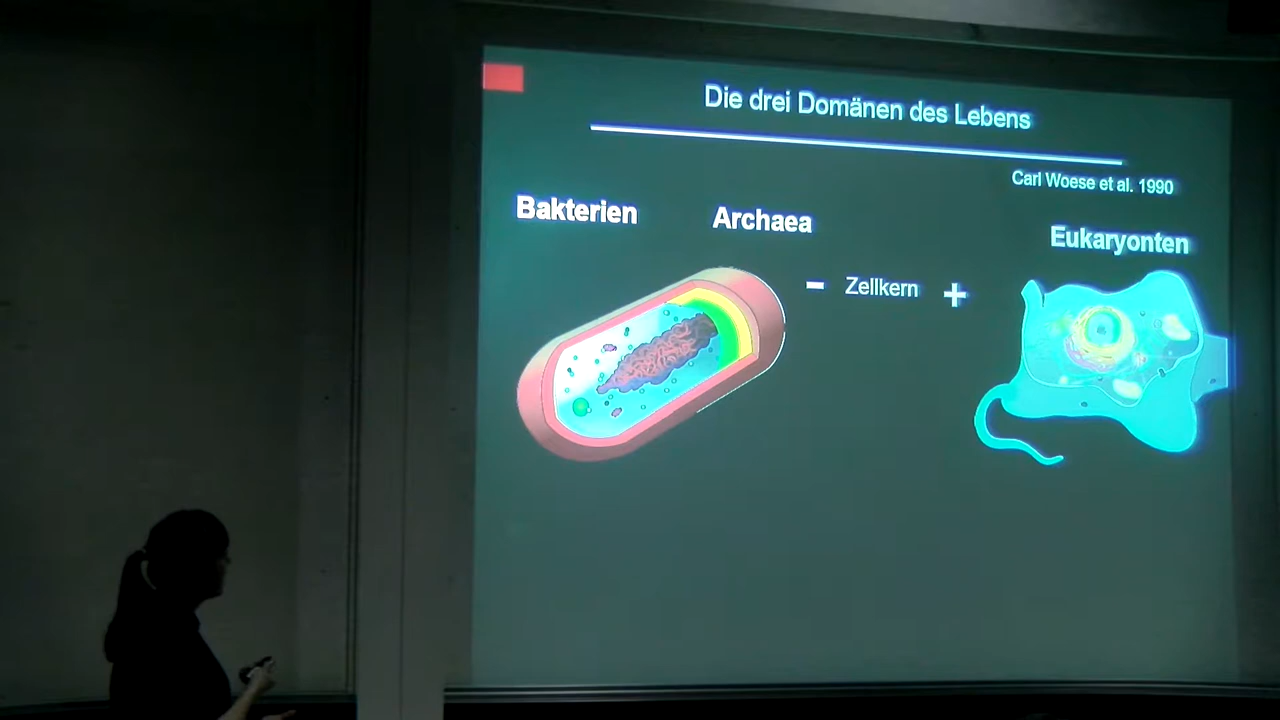 Die drei Domänen des Lebens
Carl Woese et al. 1990
Bakterien
Archaea
Eukaryonten
- Zellkern +